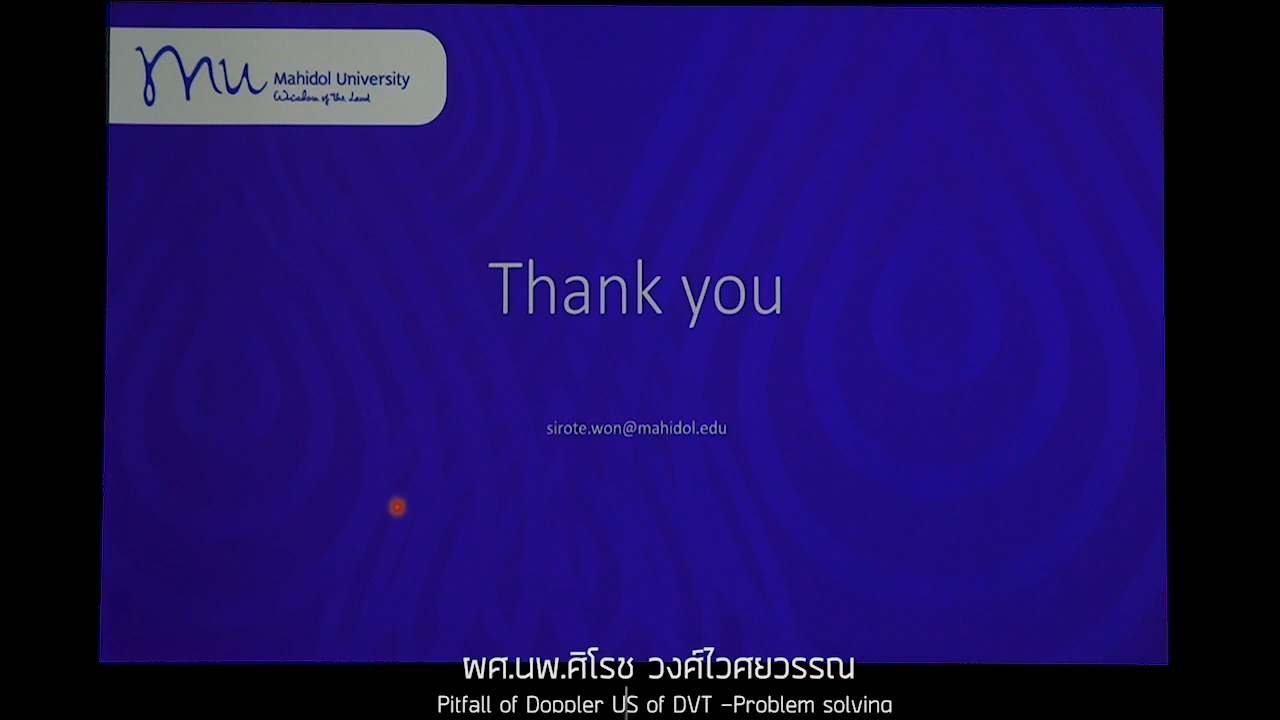 mu
Mahidol University
Wisdom of the Land
Thank you
sirote.won@mahidol.edu
ผศ.นพ.ศิโรช วงศ์ไวศยวรรณ
Pitfall of Doppler US of DVT -Problem solving